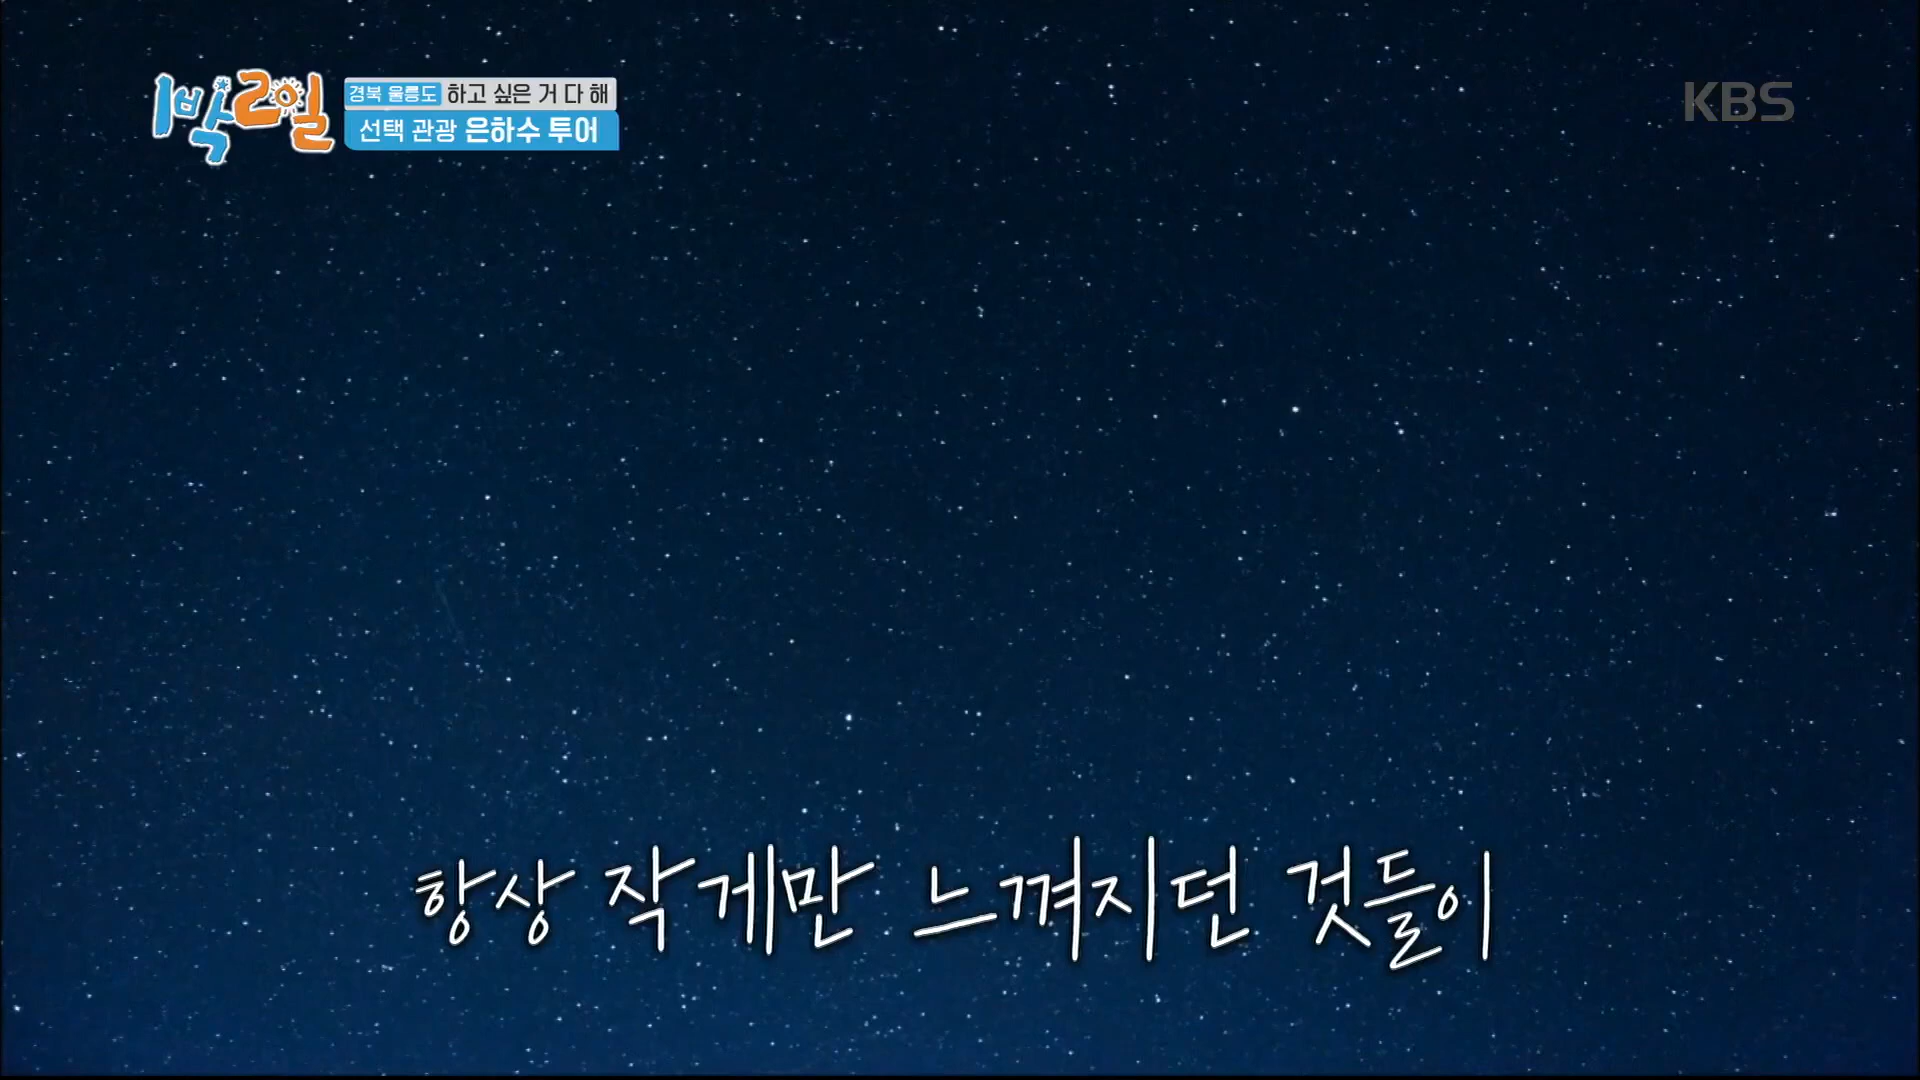 1박2일
경북 울릉도 하고 싶은 거 다 해
선택 관광 은하수 투어
KBS
항상 작게만 느껴지던 것들이